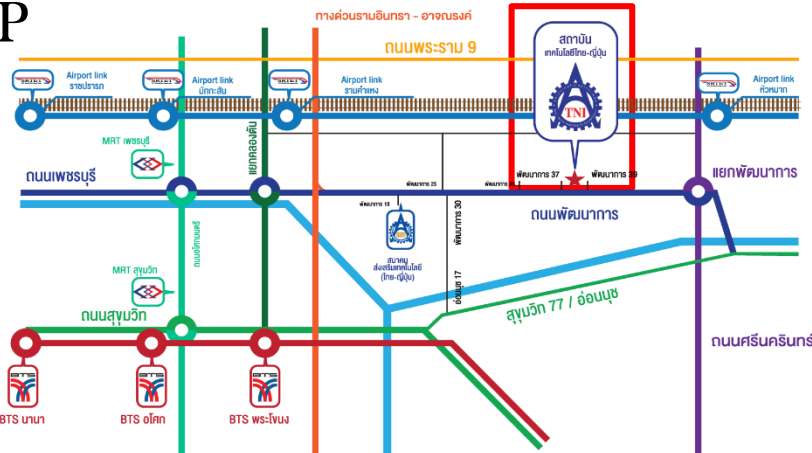 P
ทางด่วนรามอินทรา - อาจณรงค์
ถนนพระราม 9
สถาบัน
เทคโนโลยีไทย-ญี่ปุ่น
TNI
Airport link
ราชปรารภ
Airport link
มักกะสัน
Airport link
รามคำแหง
Airport link
หัวหมาก
MRT เพชรบุรี
แยกคลองตัน
ถนนเพชรบุรี
พัฒนาการ 25
พัฒนาการ 37
พัฒนาการ 39
แยกพัฒนาการ
พัฒนาการ 18
ถนนพัฒนาการ
พัฒนาการ 30
สมาคม
ส่งเสริมเทคโนโลยี
(ไทย-ญี่ปุ่น)
ถนนอโศกมนตรี
MRT สุขุมวิท
อ่อนนุช 17
ถนนสุขุมวิท
สุขุมวิท 77 / อ่อนนุช
ถนนศรีนครินทร์
BTS
BTS
BTS
BTS นานา
BTS อโศก
BTS พระโขนง